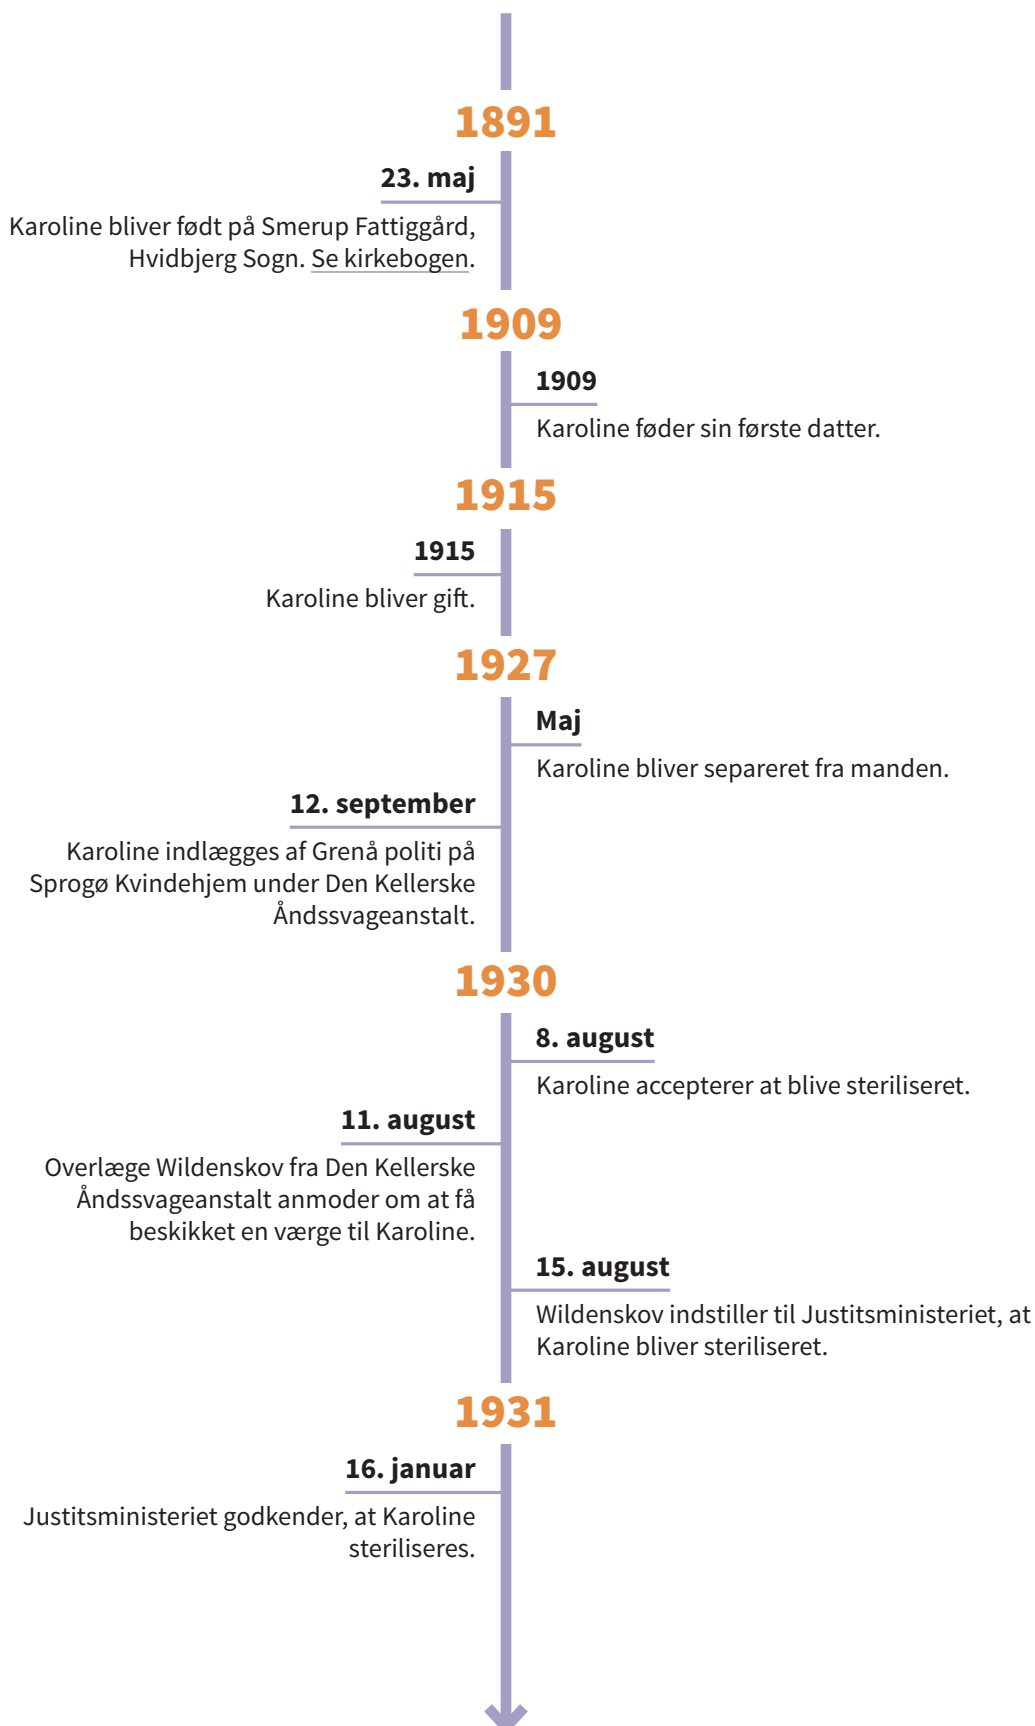 1891
23. maj
Karoline bliver født på Smerup Fattiggård,
Hvidbjerg Sogn. Se kirkebogen.
1909
1909
Karoline føder sin første datter.
1915
1915
Karoline bliver gift.
1927
Maj
Karoline bliver separeret fra manden.
12. september
Karoline indlægges af Grenå politi på
Sprogø Kvindehjem under Den Kellerske
Åndssvageanstalt.
1930
8. august
Karoline accepterer at blive steriliseret.
11. august
Overlæge Wildenskov fra Den Kellerske
Åndssvageanstalt anmoder om at få
beskikket en værge til Karoline.
15. august
Wildenskov indstiller til Justitsministeriet, at
Karoline bliver steriliseret.
1931
16. januar
Justitsministeriet godkender, at Karoline
steriliseres.